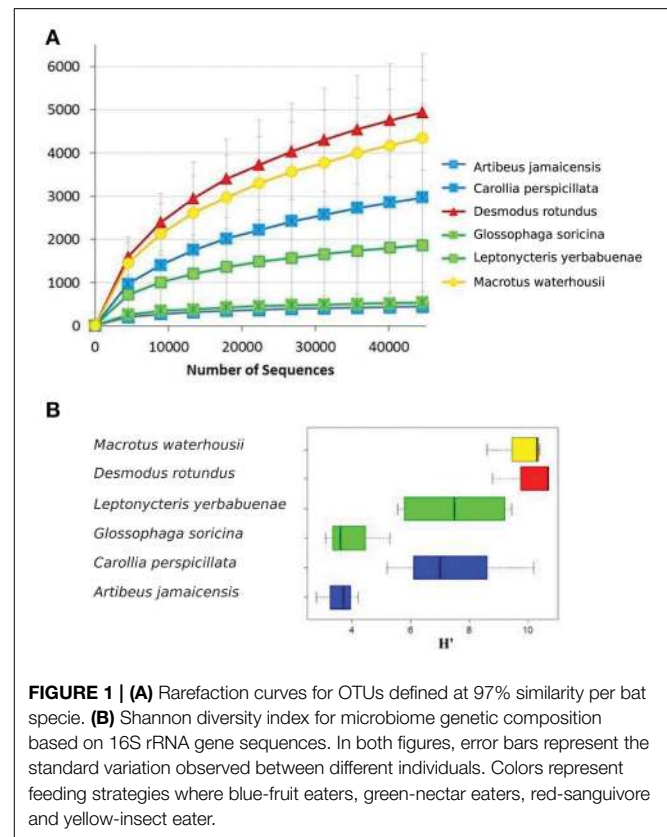 A
6000
5000
4000
3000
2000
1000
0
0 10000 20000 30000 40000
Number of Sequences
Artibeus jamaicensis
Carollia perspicillata
Desmodus rotundus
Glossophaga soricina
Leptonycteris yerbabuenae
Macrotus waterhousii
B
Macrotus waterhousii
Desmodus rotundus
Leptonycteris yerbabuenae
Glossophaga soricina
Carollia perspicillata
Artibeus jamaicensis
4 6 8 10
H'
FIGURE 1 | (A) Rarefaction curves for OTUs defined at 97% similarity per bat
specie. (B) Shannon diversity index for microbiome genetic composition
based on 16S rRNA gene sequences. In both figures, error bars represent the
standard variation observed between different individuals. Colors represent
feeding strategies where blue-fruit eaters, green-nectar eaters, red-sanguivore
and yellow-insect eater.